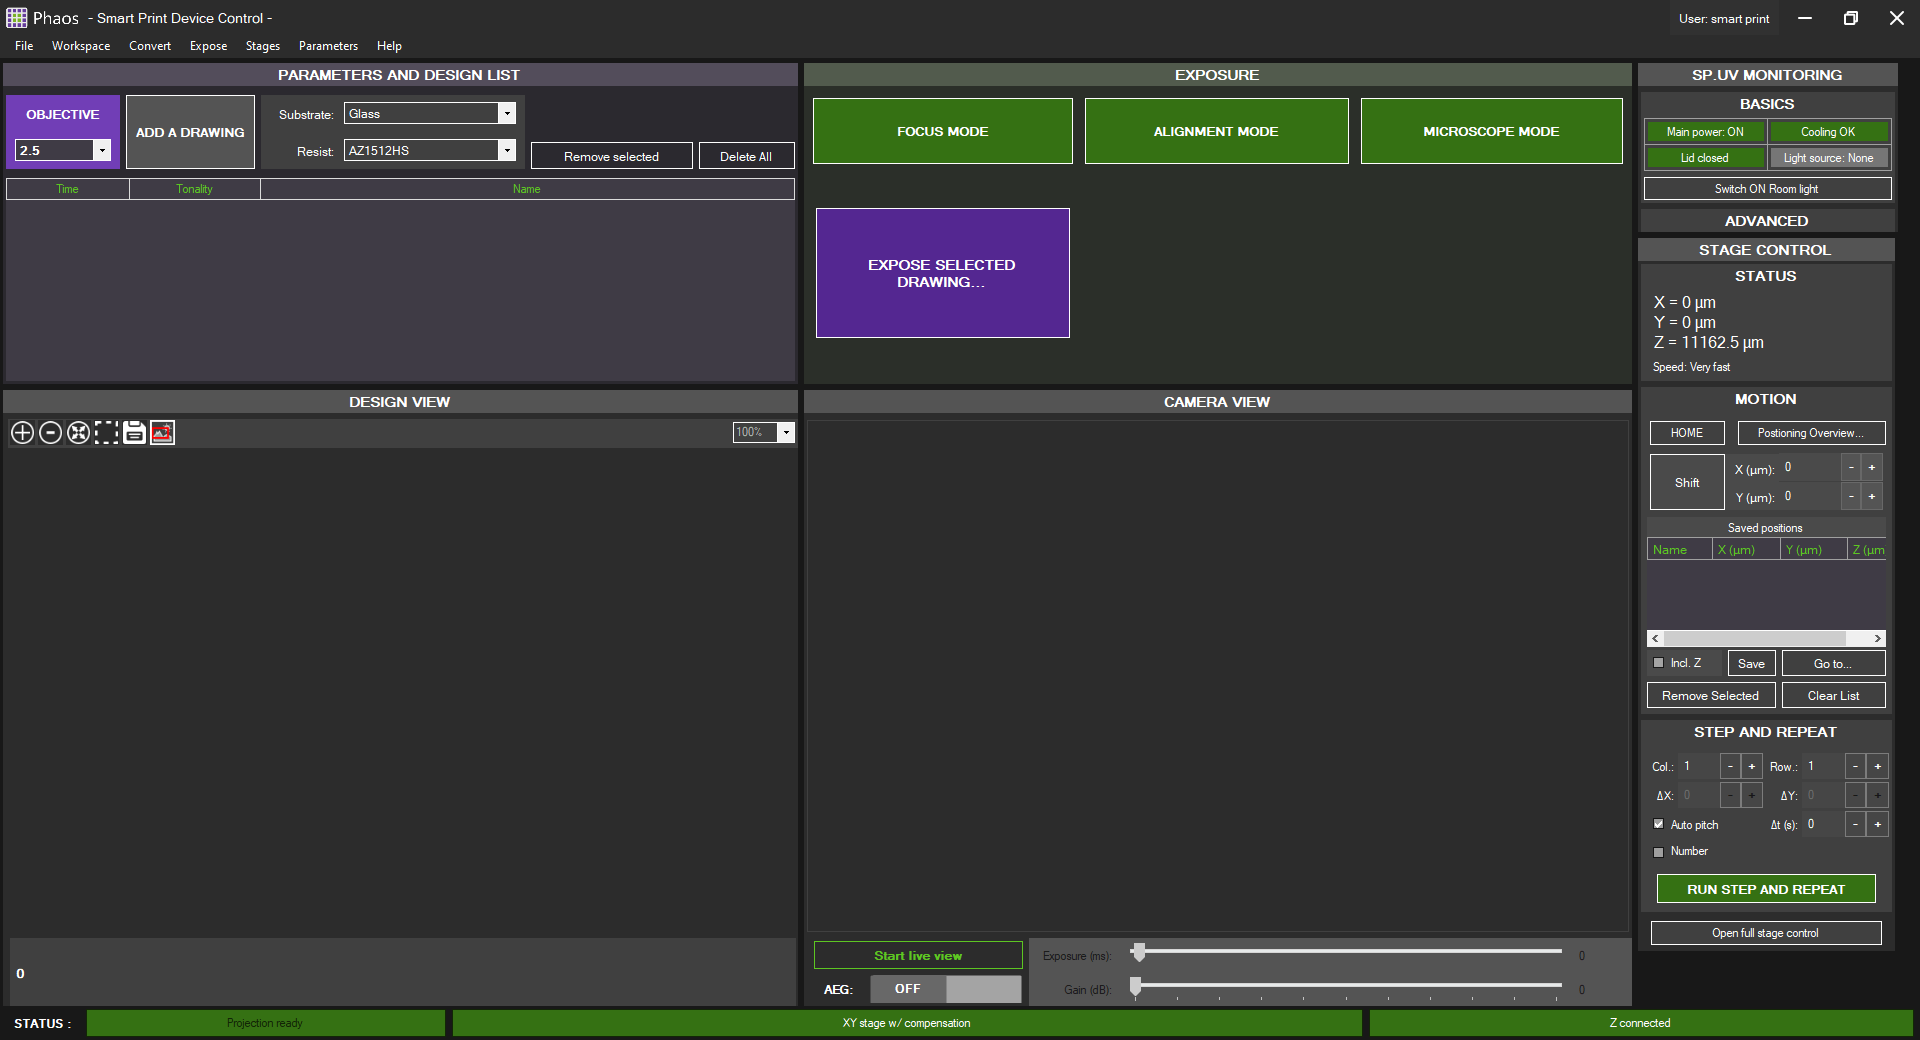 Phaos - Smart Print Device Control -
User: smart print
File Workspace Convert Expose Stages Parameters Help
PARAMETERS AND DESIGN LIST
OBJECTIVE
2.5
ADD A DRAWING
Substrate: Glass
Resist: AZ1512HS
Remove selected
Delete All
Time Tonality Name
EXPOSURE
FOCUS MODE
ALIGNMENT MODE
MICROSCOPE MODE
EXPOSE SELECTED
DRAWING...
DESIGN VIEW
100%
0
CAMERA VIEW
Start live view
AEG: OFF
Exposure (ms): 0
Gain (dB): 0
SP.UV MONITORING
BASICS
Main power: ON
Cooling OK
Lid closed
Light source: None
Switch ON Room light
ADVANCED
STAGE CONTROL
STATUS
X = 0 µm
Y = 0 µm
Z = 11162.5 µm
Speed: Very fast
MOTION
HOME
Postioning Overview...
Shift
X (µm): 0 - +
Y (µm): 0 - +
Saved positions
Name X (µm) Y (µm) Z (µm
Incl. Z
Save
Go to...
Remove Selected
Clear List
STEP AND REPEAT
Col.: 1 - + Row.: 1 - +
ΔX: 0 - + ΔY: 0 - +
Auto pitch Δt (s): 0 - +
Number
RUN STEP AND REPEAT
Open full stage control
STATUS : Projection ready
XY stage w/ compensation
Z connected